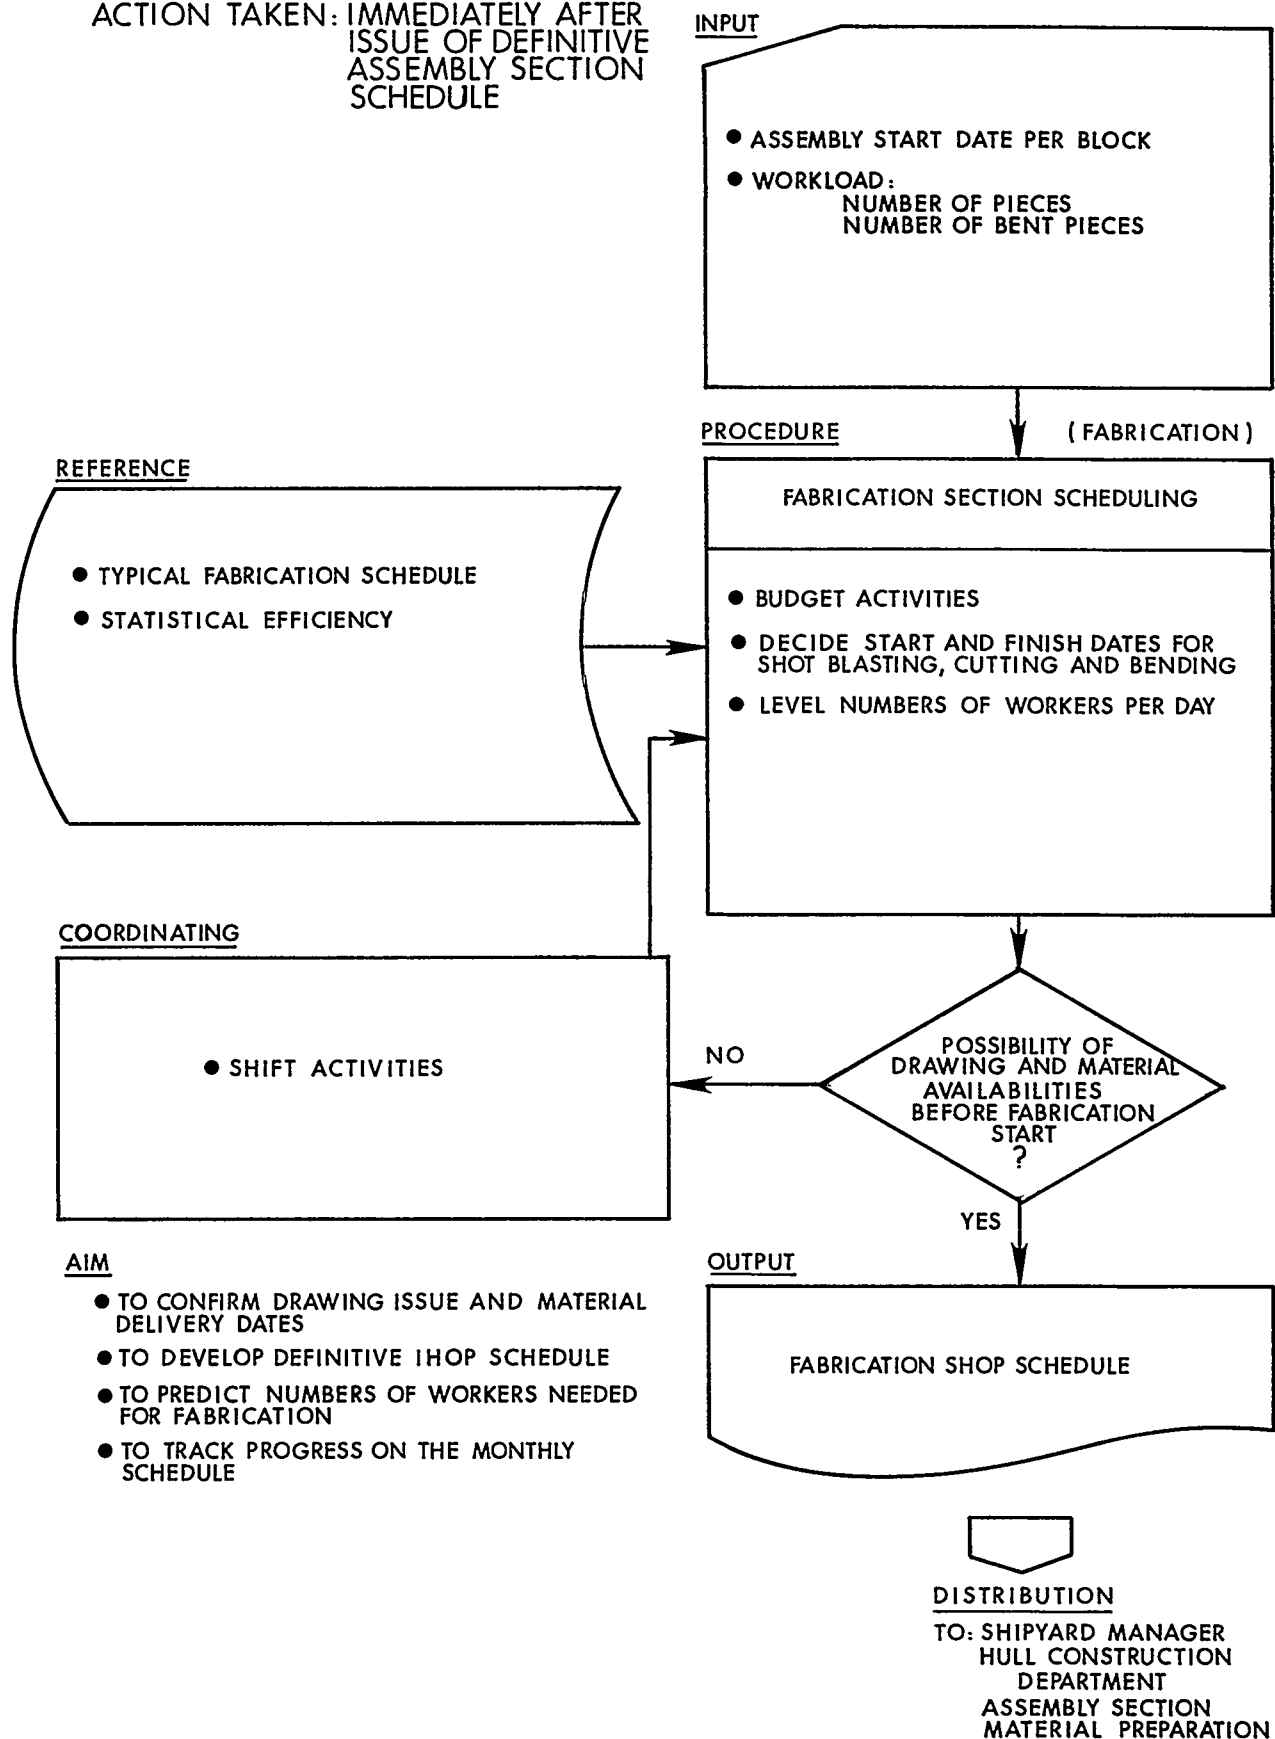 ACTION TAKEN: IMMEDIATELY AFTER
ISSUE OF DEFINITIVE
ASSEMBLY SECTION
SCHEDULE
INPUT
● ASSEMBLY START DATE PER BLOCK
● WORKLOAD:
NUMBER OF PIECES
NUMBER OF BENT PIECES
PROCEDURE
(FABRICATION)
FABRICATION SECTION SCHEDULING
● BUDGET ACTIVITIES
● DECIDE START AND FINISH DATES FOR
SHOT BLASTING, CUTTING AND BENDING
● LEVEL NUMBERS OF WORKERS PER DAY
REFERENCE
● TYPICAL FABRICATION SCHEDULE
● STATISTICAL EFFICIENCY
COORDINATING
● SHIFT ACTIVITIES
NO
POSSIBILITY OF
DRAWING AND MATERIAL
AVAILABILITIES
BEFORE FABRICATION
START
?
YES
AIM
● TO CONFIRM DRAWING ISSUE AND MATERIAL
DELIVERY DATES
● TO DEVELOP DEFINITIVE IHOP SCHEDULE
● TO PREDICT NUMBERS OF WORKERS NEEDED
FOR FABRICATION
● TO TRACK PROGRESS ON THE MONTHLY
SCHEDULE
OUTPUT
FABRICATION SHOP SCHEDULE
DISTRIBUTION
TO: SHIPYARD MANAGER
HULL CONSTRUCTION
DEPARTMENT
ASSEMBLY SECTION
MATERIAL PREPARATION